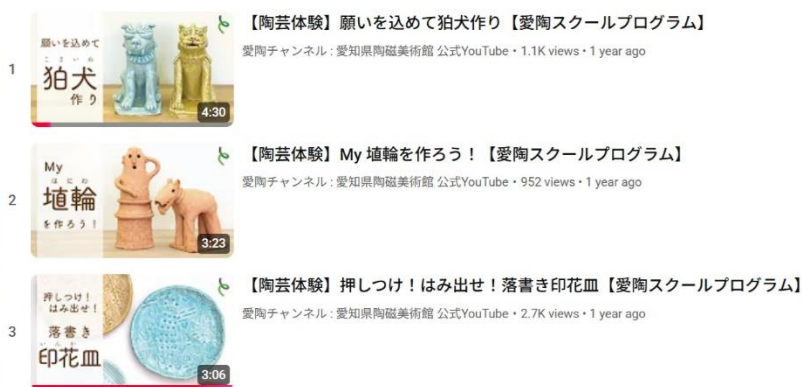 1
願いを込めて
こまいぬ
狛犬
作り
4:30
【陶芸体験】願いを込めて狛犬作り【愛陶スクールプログラム】
愛陶チャンネル : 愛知県陶磁美術館 公式YouTube • 1.1K views • 1 year ago
2
My
はにわ
埴輪
を作ろう!
3:23
【陶芸体験】My 埴輪を作ろう!【愛陶スクールプログラム】
愛陶チャンネル : 愛知県陶磁美術館 公式YouTube • 952 views • 1 year ago
3
押しつけ!
はみ出せ!
落書き
いんか
印花皿
3:06
【陶芸体験】押しつけ!はみ出せ!落書き印花皿【愛陶スクールプログラム】
愛陶チャンネル : 愛知県陶磁美術館 公式YouTube • 2.7K views • 1 year ago